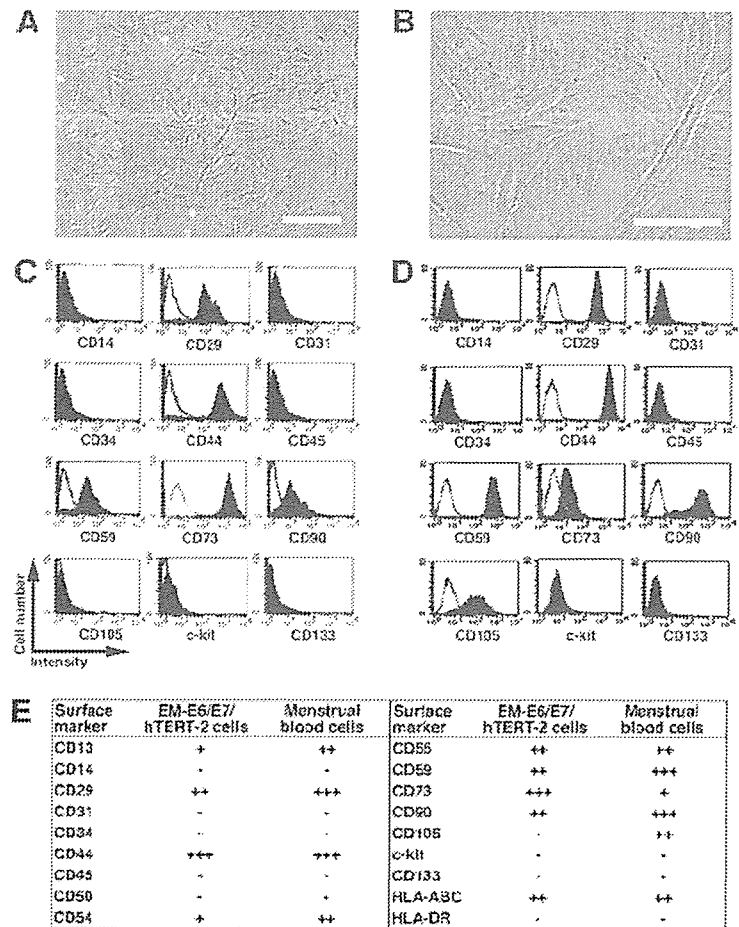 A B
C D
CD14 CD29 CD31 CD14 CD29 CD31
CD34 CD44 CD45 CD34 CD44 CD45
CD59 CD73 CD90 CD59 CD73 CD90
CD105 c-kit CD133 CD105 c-kit CD133
Cell number
Intensity
E
Surface marker EM-E6/E7/hTERT-2 cells Menstrual blood cells Surface marker EM-E6/E7/hTERT-2 cells Menstrual blood cells
CD13 + ++ CD55 ++ ++
CD14 - - CD59 ++ +++
CD29 ++ +++ CD73 +++ +
CD31 - - CD90 ++ +++
CD34 - - CD105 - ++
CD44 +++ +++ c-kit - -
CD45 - - CD133 - -
CD50 - - HLA-ABC ++ ++
CD54 + ++ HLA-DR - -